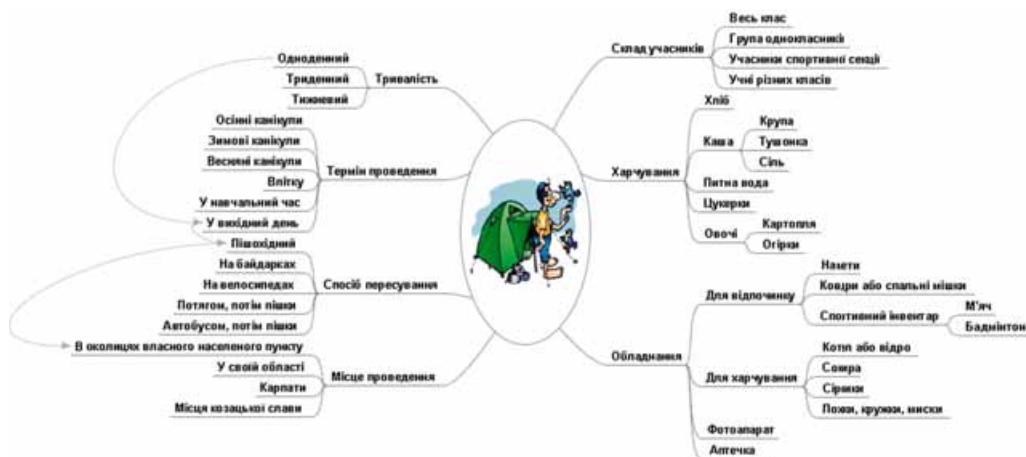 Одноденний
Триденний
Тижневий
Тривалість
Осінні канікули
Зимові канікули
Весняні канікули
Влітку
У навчальний час
У вихідний день
Термін проведення
Пішохідний
На байдарках
На велосипедах
Потягом, потім пішки
Автобусом, потім пішки
Спосіб пересування
В околицях власного населеного пункту
У своїй області
Карпати
Місця козацької слави
Місце проведення
Склад учасників
Весь клас
Група однокласників
Учасники спортивної секції
Учні різних класів
Харчування
Хліб
Каша
Крупа
Тушонка
Сіль
Питна вода
Цукерки
Овочі
Картопля
Огірки
Обладнання
Для відпочинку
Намети
Ковдри або спальні мішки
Спортивний інвентар
М'яч
Бадмінтон
Для харчування
Котел або відро
Сокира
Сірники
Ложки, кружки, миски
Фотоапарат
Аптечка